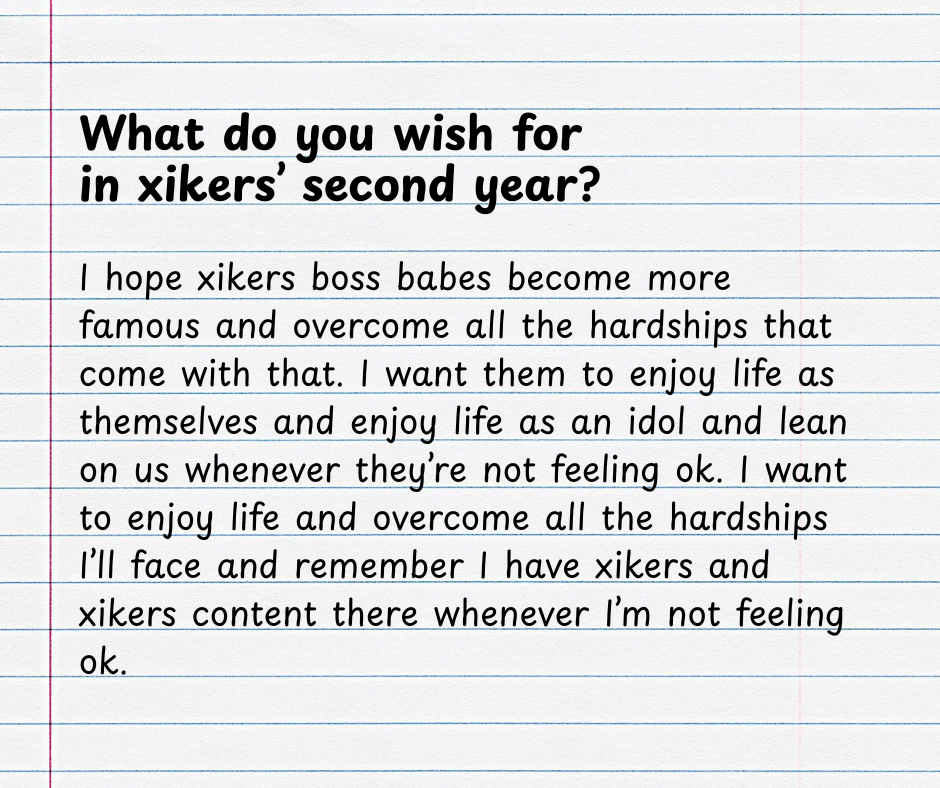 What do you wish for
in xikers’ second year?
I hope xikers boss babes become more
famous and overcome all the hardships that
come with that. I want them to enjoy life as
themselves and enjoy life as an idol and lean
on us whenever they’re not feeling ok. I want
to enjoy life and overcome all the hardships
I’ll face and remember I have xikers and
xikers content there whenever I’m not feeling
ok.